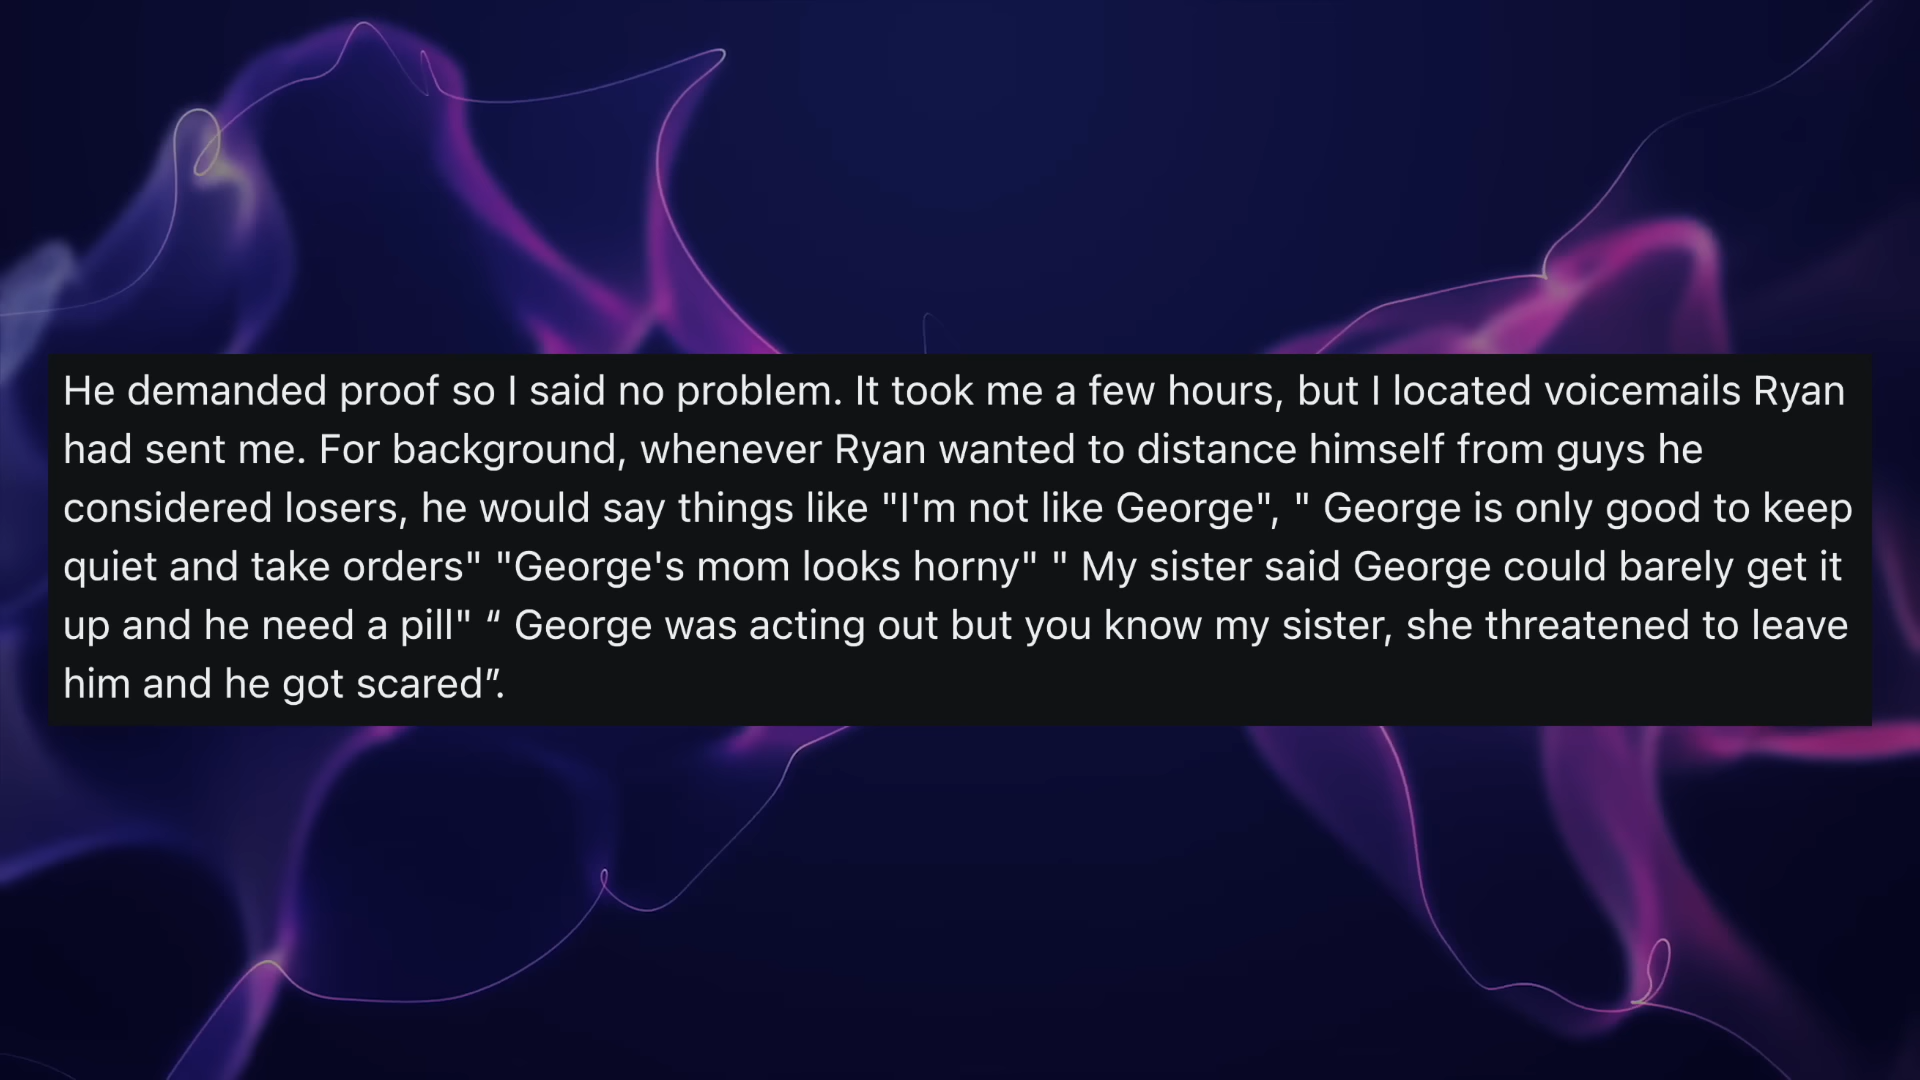 He demanded proof so I said no problem. It took me a few hours, but I located voicemails Ryan
had sent me. For background, whenever Ryan wanted to distance himself from guys he
considered losers, he would say things like "I'm not like George", " George is only good to keep
quiet and take orders" "George's mom looks horny" " My sister said George could barely get it
up and he need a pill" “ George was acting out but you know my sister, she threatened to leave
him and he got scared”.